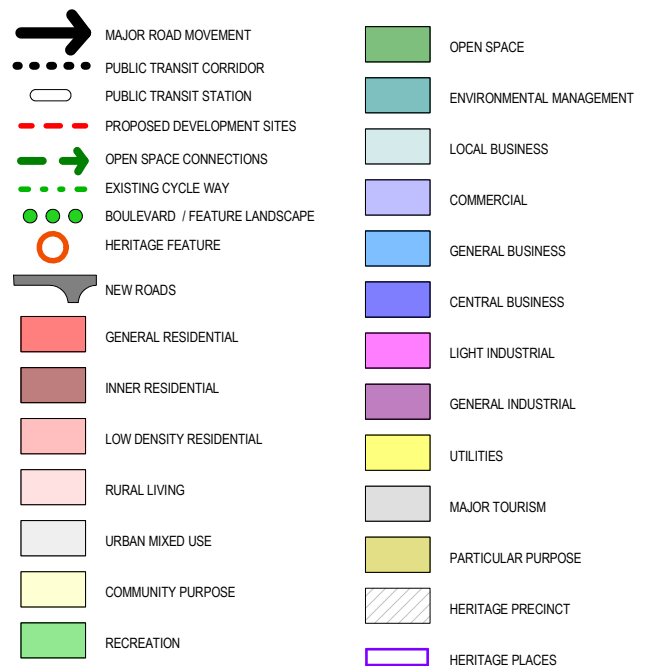 MAJOR ROAD MOVEMENT
PUBLIC TRANSIT CORRIDOR
PUBLIC TRANSIT STATION
PROPOSED DEVELOPMENT SITES
OPEN SPACE CONNECTIONS
EXISTING CYCLE WAY
BOULEVARD / FEATURE LANDSCAPE
HERITAGE FEATURE
NEW ROADS
GENERAL RESIDENTIAL
INNER RESIDENTIAL
LOW DENSITY RESIDENTIAL
RURAL LIVING
URBAN MIXED USE
COMMUNITY PURPOSE
RECREATION
OPEN SPACE
ENVIRONMENTAL MANAGEMENT
LOCAL BUSINESS
COMMERCIAL
GENERAL BUSINESS
CENTRAL BUSINESS
LIGHT INDUSTRIAL
GENERAL INDUSTRIAL
UTILITIES
MAJOR TOURISM
PARTICULAR PURPOSE
HERITAGE PRECINCT
HERITAGE PLACES